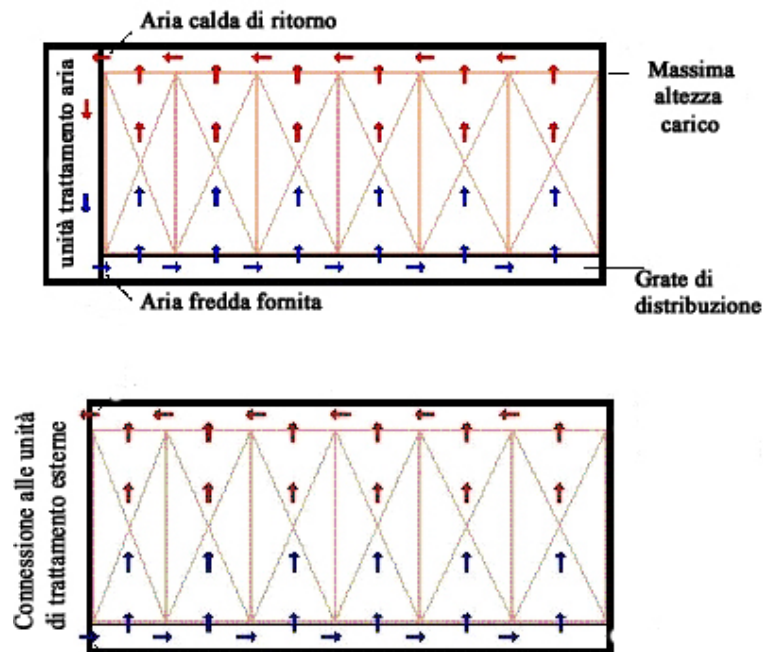 Aria calda di ritorno
unità trattamento aria
Massima
altezza
carico
Aria fredda fornita
Grate di
distribuzione
Connessione alle unità
di trattamento esterne